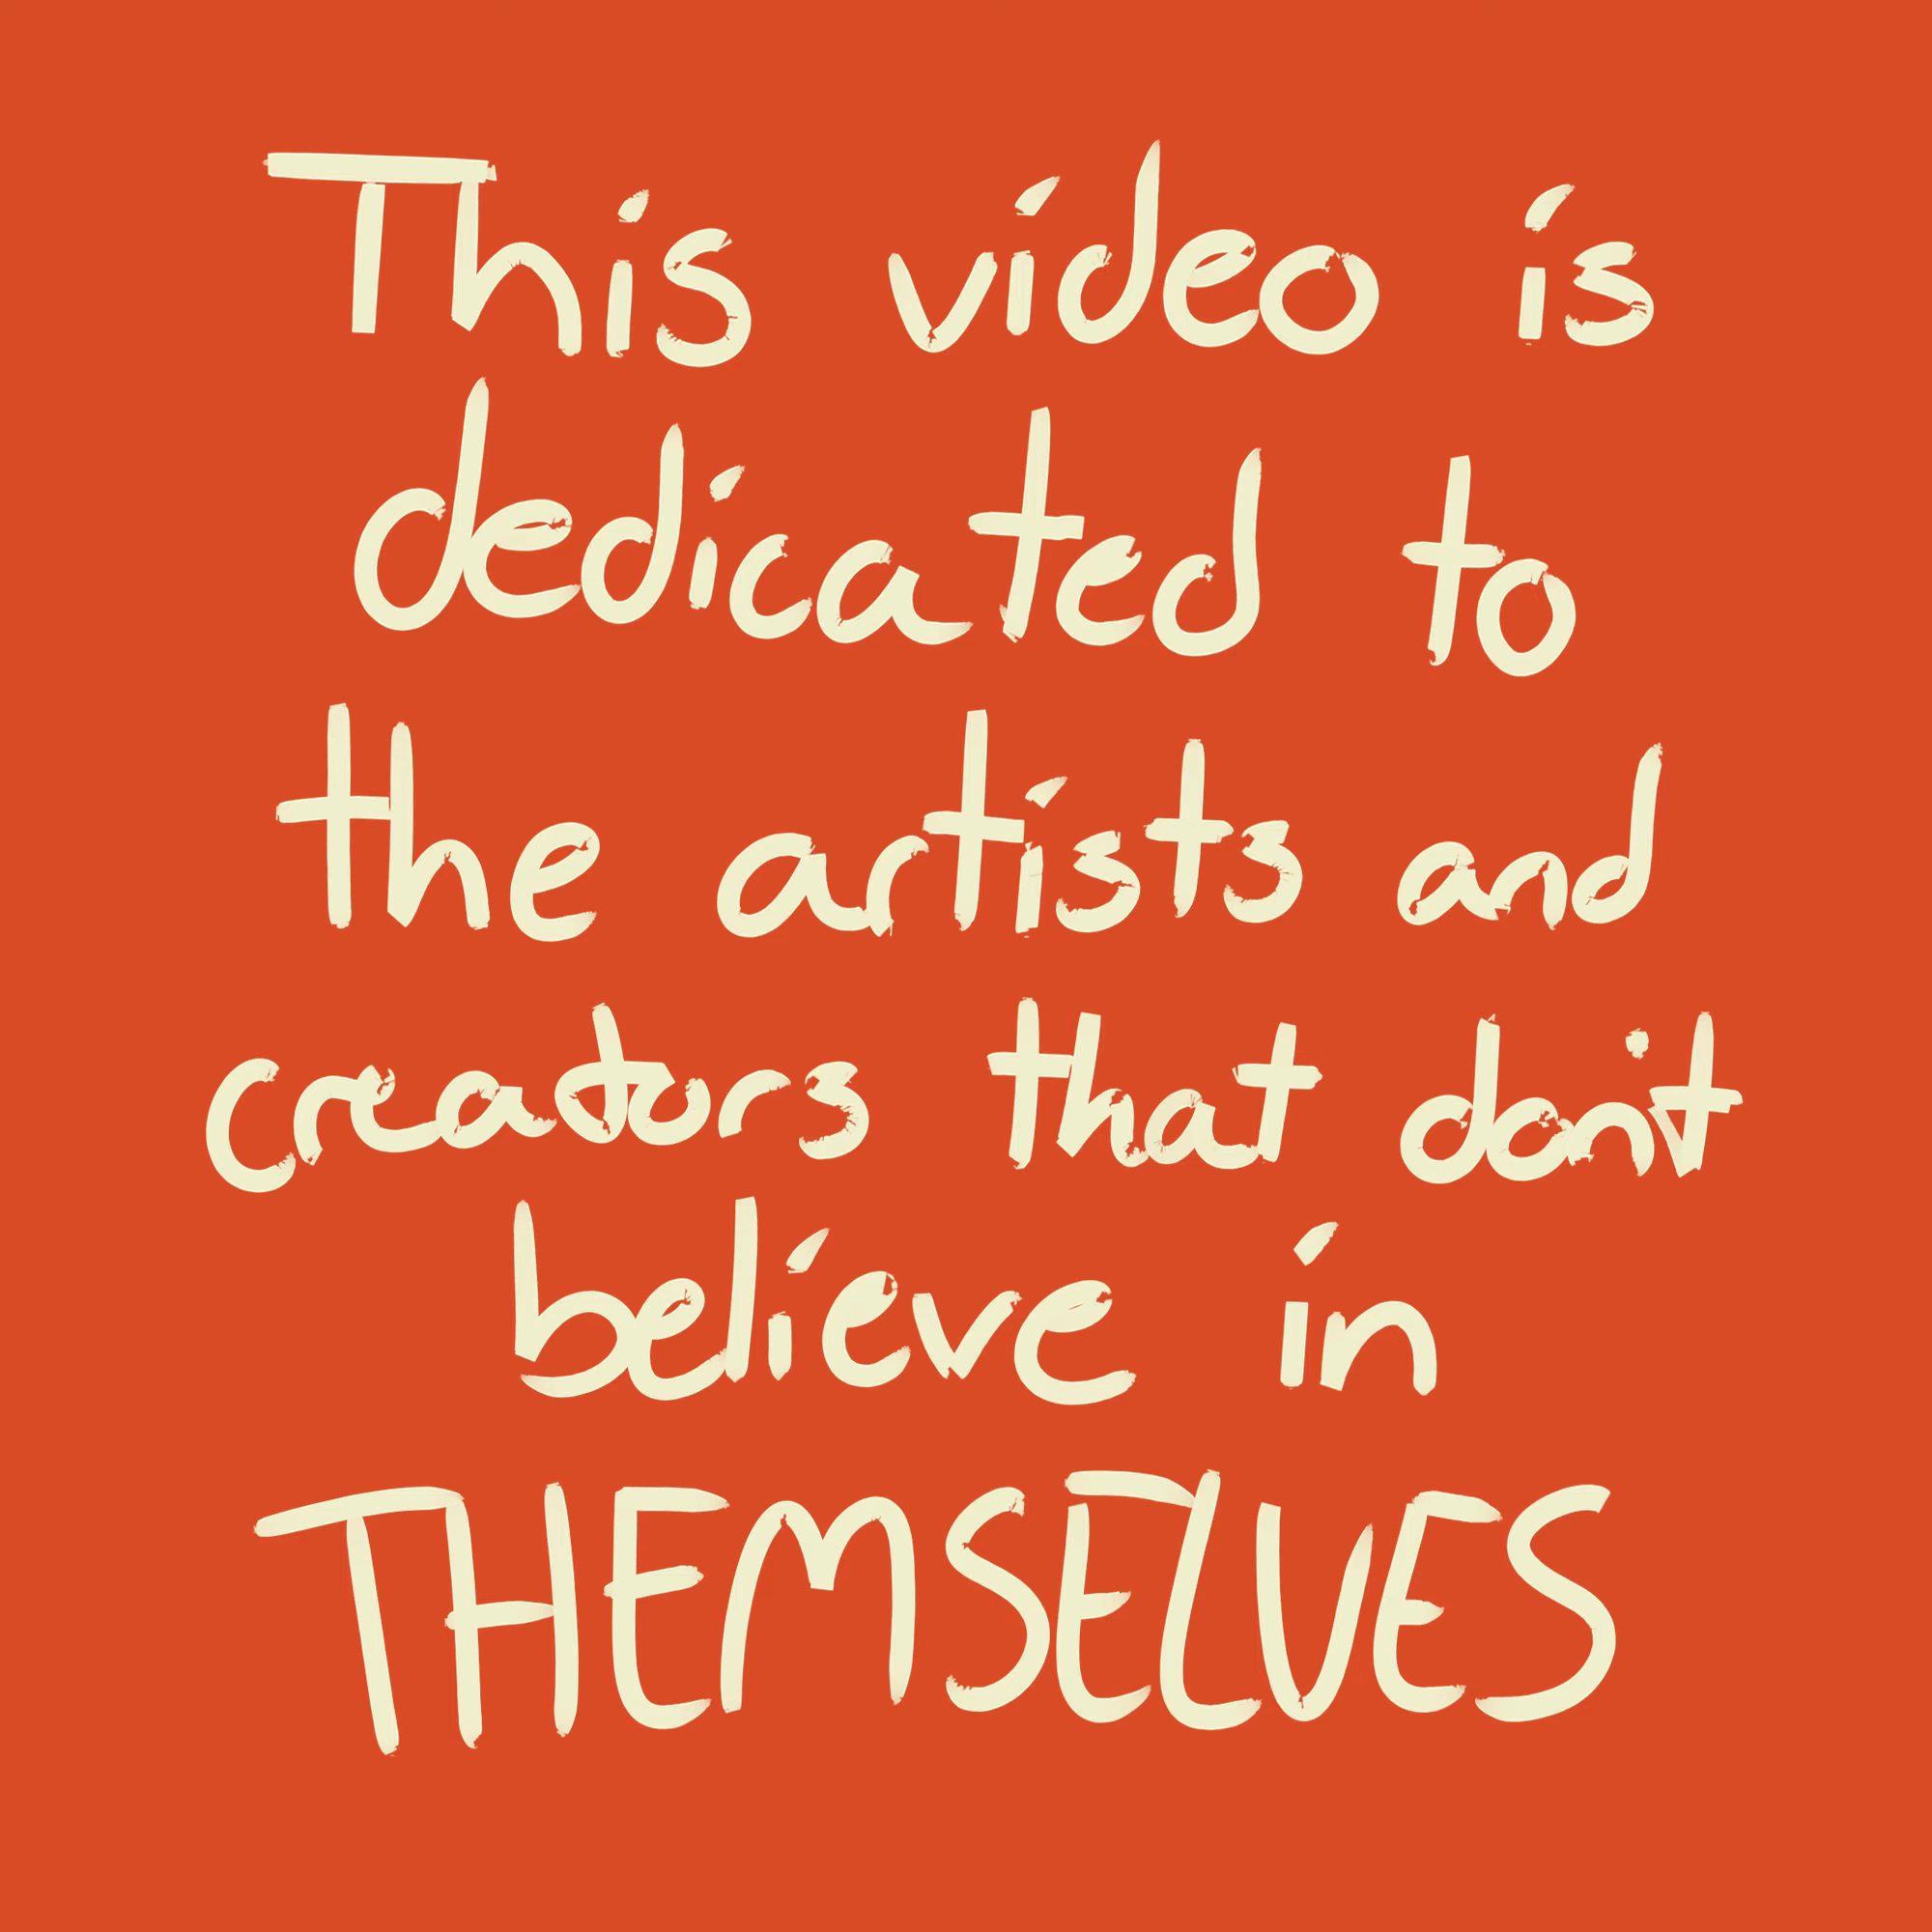 This video is
dedicated to
the artists and
creators that don't
believe in
THEMSELVES